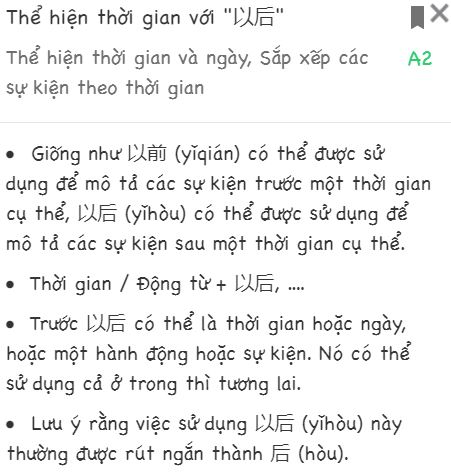 Thể hiện thời gian với "以后"
Thể hiện thời gian và ngày, Sắp xếp các
A2
sự kiện theo thời gian
• Giống như 以前 (yǐqián) có thể được sử
dụng để mô tả các sự kiện trước một thời gian
cụ thể, 以后 (yǐhòu) có thể được sử dụng để
mô tả các sự kiện sau một thời gian cụ thể.
• Thời gian / Động từ + 以后, ....
• Trước 以后 có thể là thời gian hoặc ngày,
hoặc một hành động hoặc sự kiện. Nó có thể
sử dụng cả ở trong thì tương lai.
• Lưu ý rằng việc sử dụng 以后 (yǐhòu) này
thường được rút ngắn thành 后 (hòu).